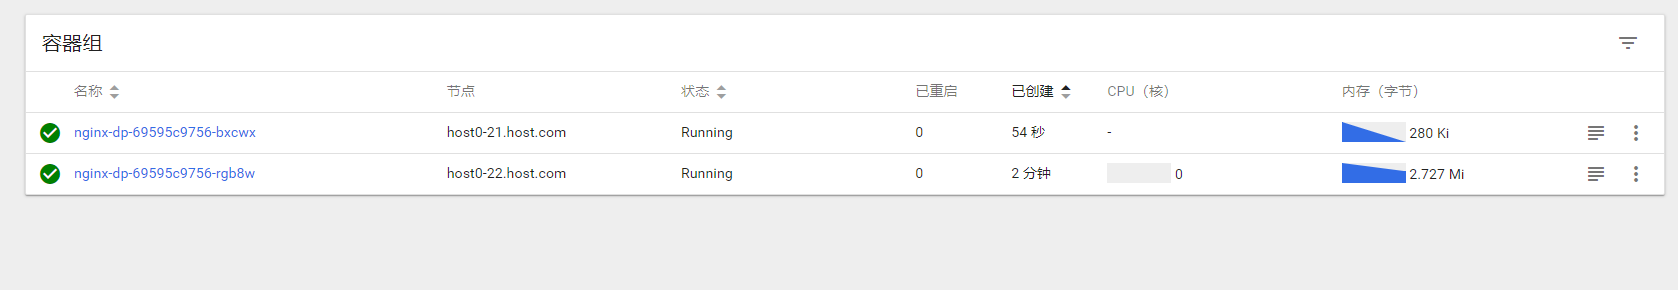 容器组
名称 节点 状态 已重启 已创建 CPU（核） 内存（字节）
nginx-dp-69595c9756-bxcwx host0-21.host.com Running 0 54 秒 - 280 Ki
nginx-dp-69595c9756-rgb8w host0-22.host.com Running 0 2 分钟 0 2.727 Mi